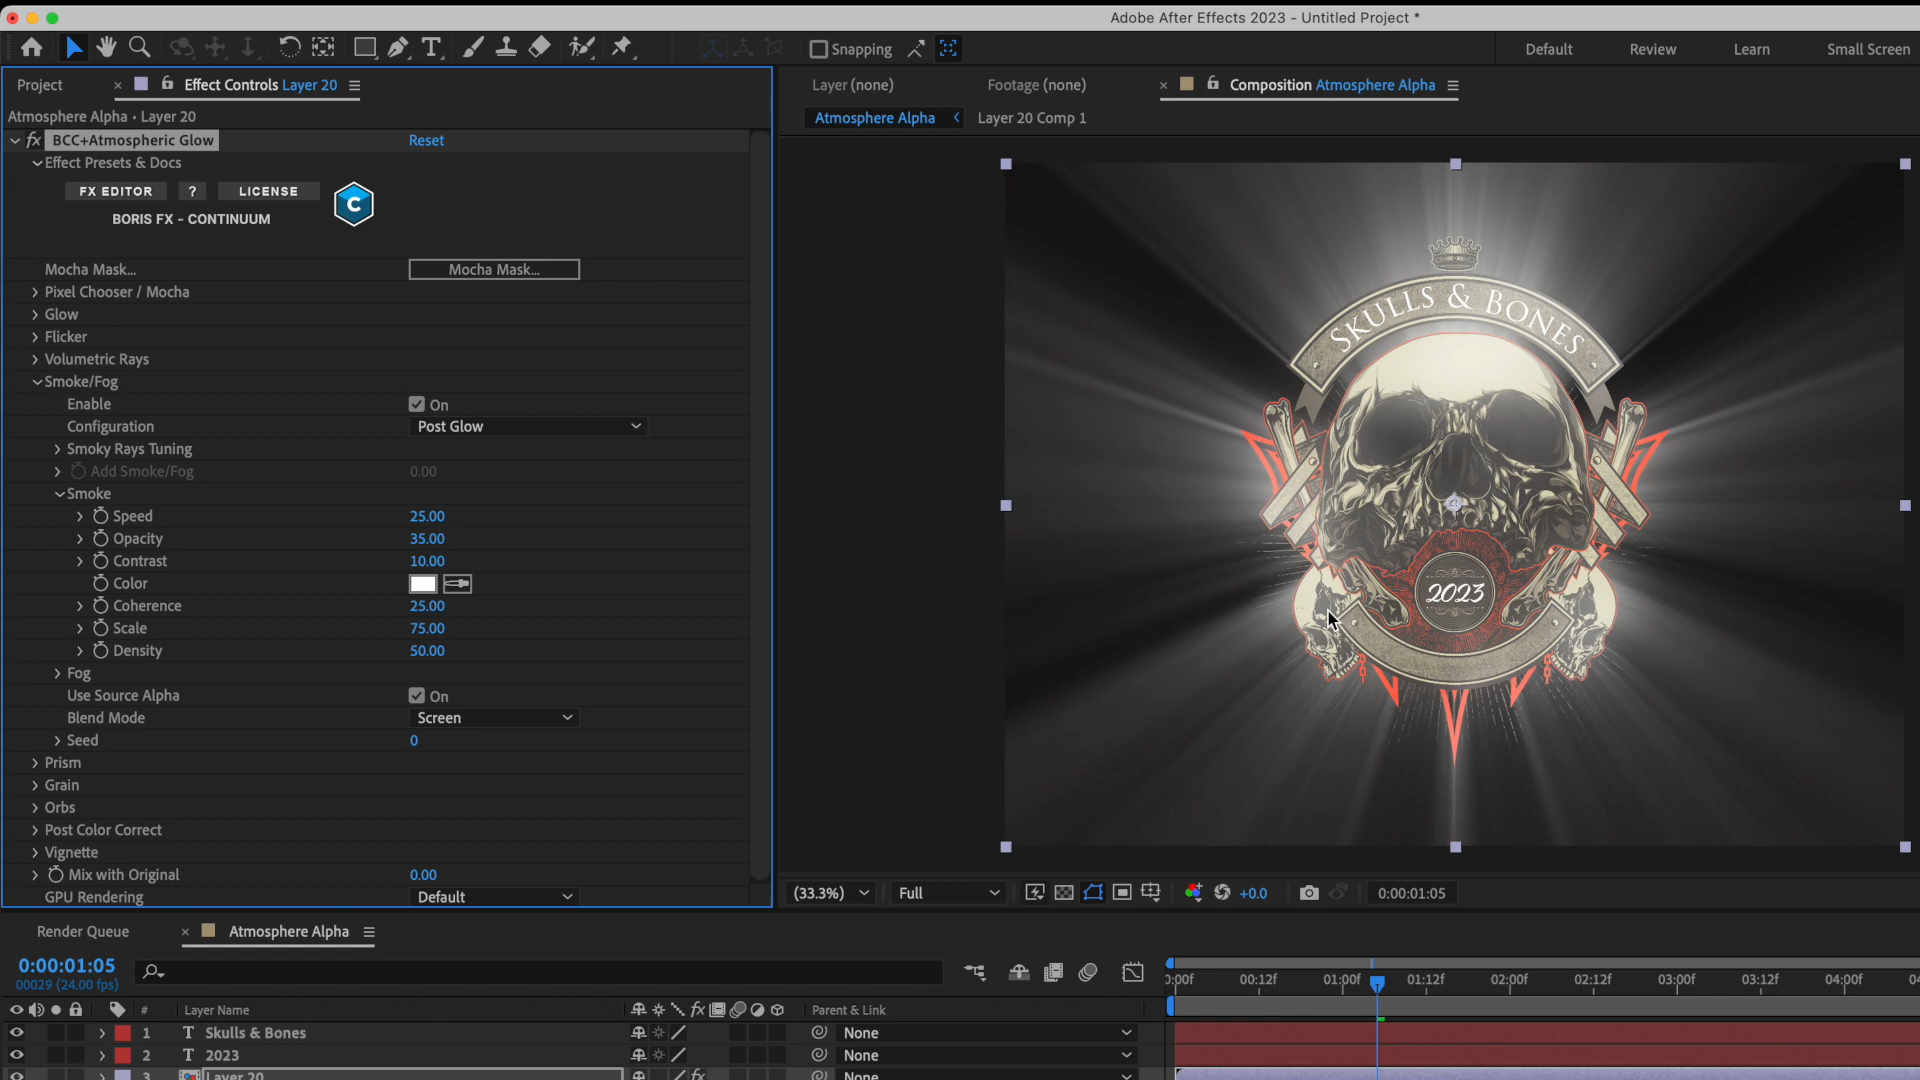 Adobe After Effects 2023 - Untitled Project *
Snapping
Default
Review
Learn
Small Screen
Project
Effect Controls Layer 20
Layer (none)
Footage (none)
Composition Atmosphere Alpha
Atmosphere Alpha • Layer 20
Atmosphere Alpha
Layer 20 Comp 1
fx BCC+Atmospheric Glow
Reset
Effect Presets & Docs
FX EDITOR
?
LICENSE
C
BORIS FX - CONTINUUM
Mocha Mask...
Mocha Mask...
Pixel Chooser / Mocha
Glow
Flicker
Volumetric Rays
Smoke/Fog
Enable
On
Configuration
Post Glow
Smoky Rays Tuning
Add Smoke/Fog
0.00
Smoke
Speed
25.00
Opacity
35.00
Contrast
10.00
Color
Coherence
25.00
Scale
75.00
Density
50.00
Fog
Use Source Alpha
On
Blend Mode
Screen
Seed
0
Prism
Grain
Orbs
Post Color Correct
Vignette
Mix with Original
0.00
GPU Rendering
Default
SKULLS & BONES
2023
(33.3%)
Full
+0.0
0:00:01:05
Render Queue
Atmosphere Alpha
0:00:01:05
00029 (24.00 fps)
0:00f
00:12f
01:00f
01:12f
02:00f
02:12f
03:00f
03:12f
04:00f
#
Layer Name
fx
Parent & Link
1
T
Skulls & Bones
None
2
T
2023
None
3
Layer 20
fx
None